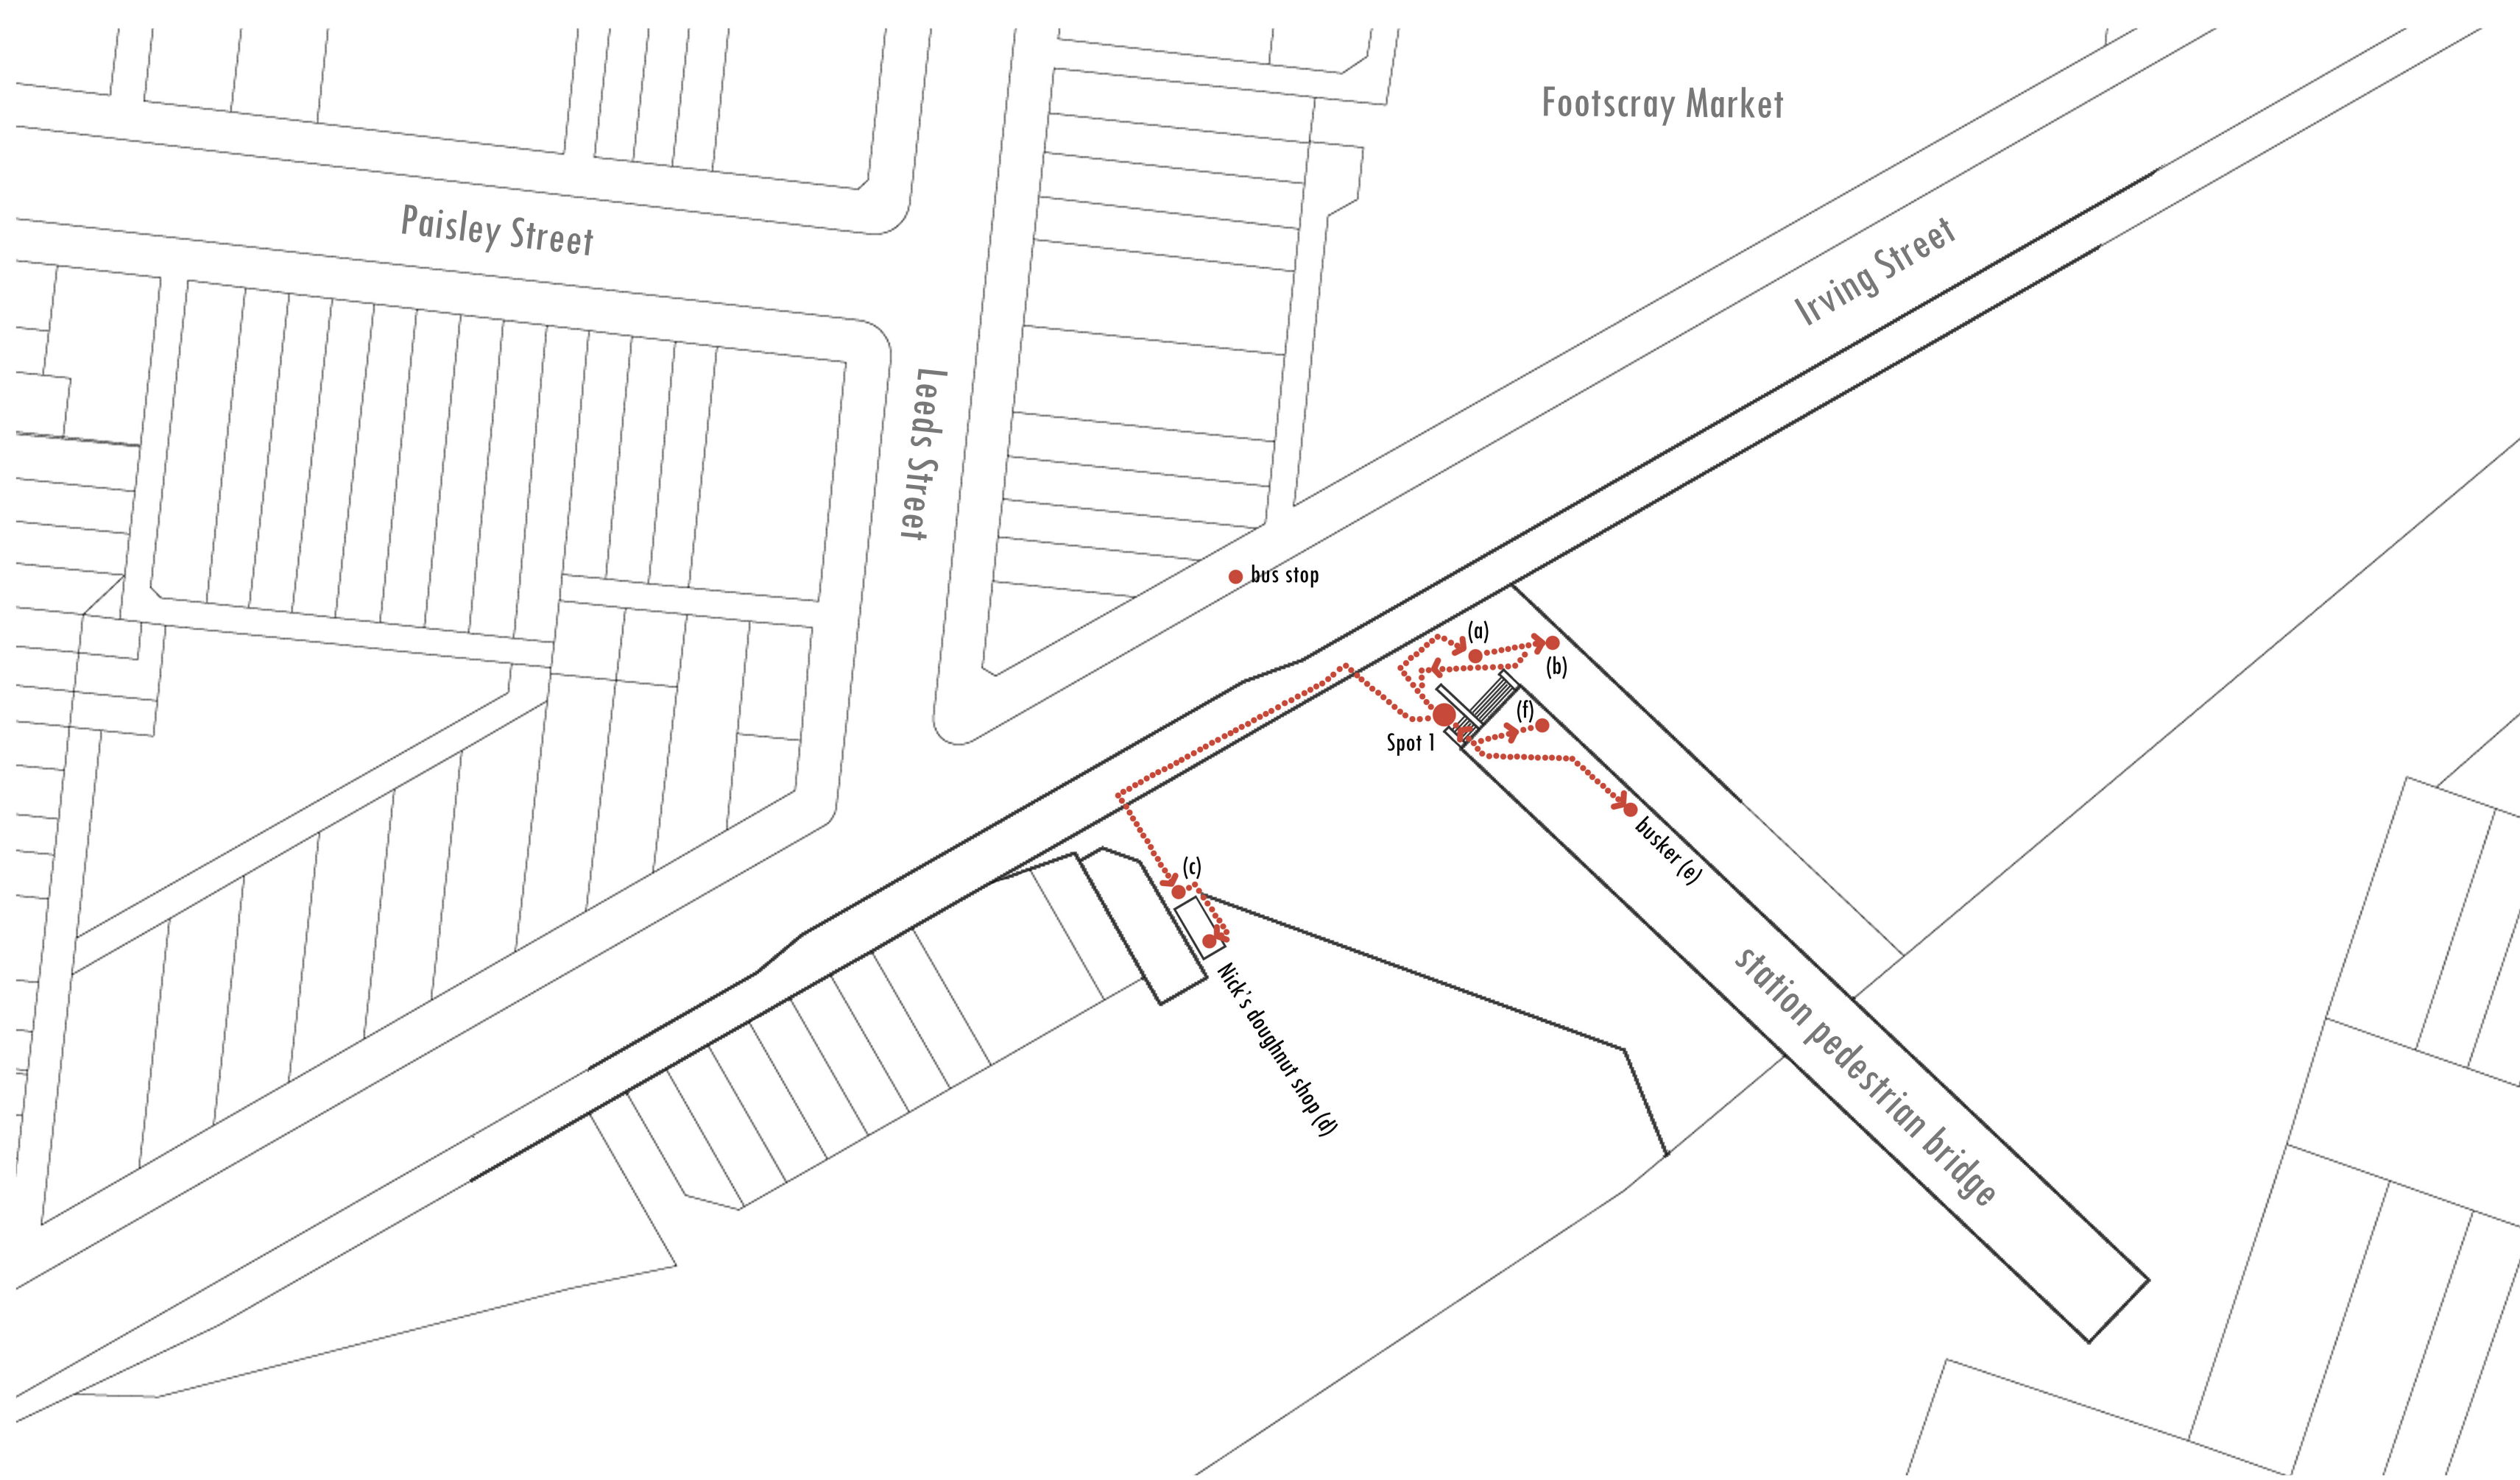 Footscray Market
Paisley Street
Irving Street
Leeds Street
bus stop
(a)
(b)
(f)
Spot 1
busker (e)
(c)
Nick's doughnut shop (d)
station pedestrian bridge